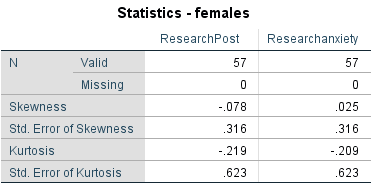 Statistics - females
ResearchPost Researchanxiety
N Valid 57 57
Missing 0 0
Skewness -.078 .025
Std. Error of Skewness .316 .316
Kurtosis -.219 -.209
Std. Error of Kurtosis .623 .623